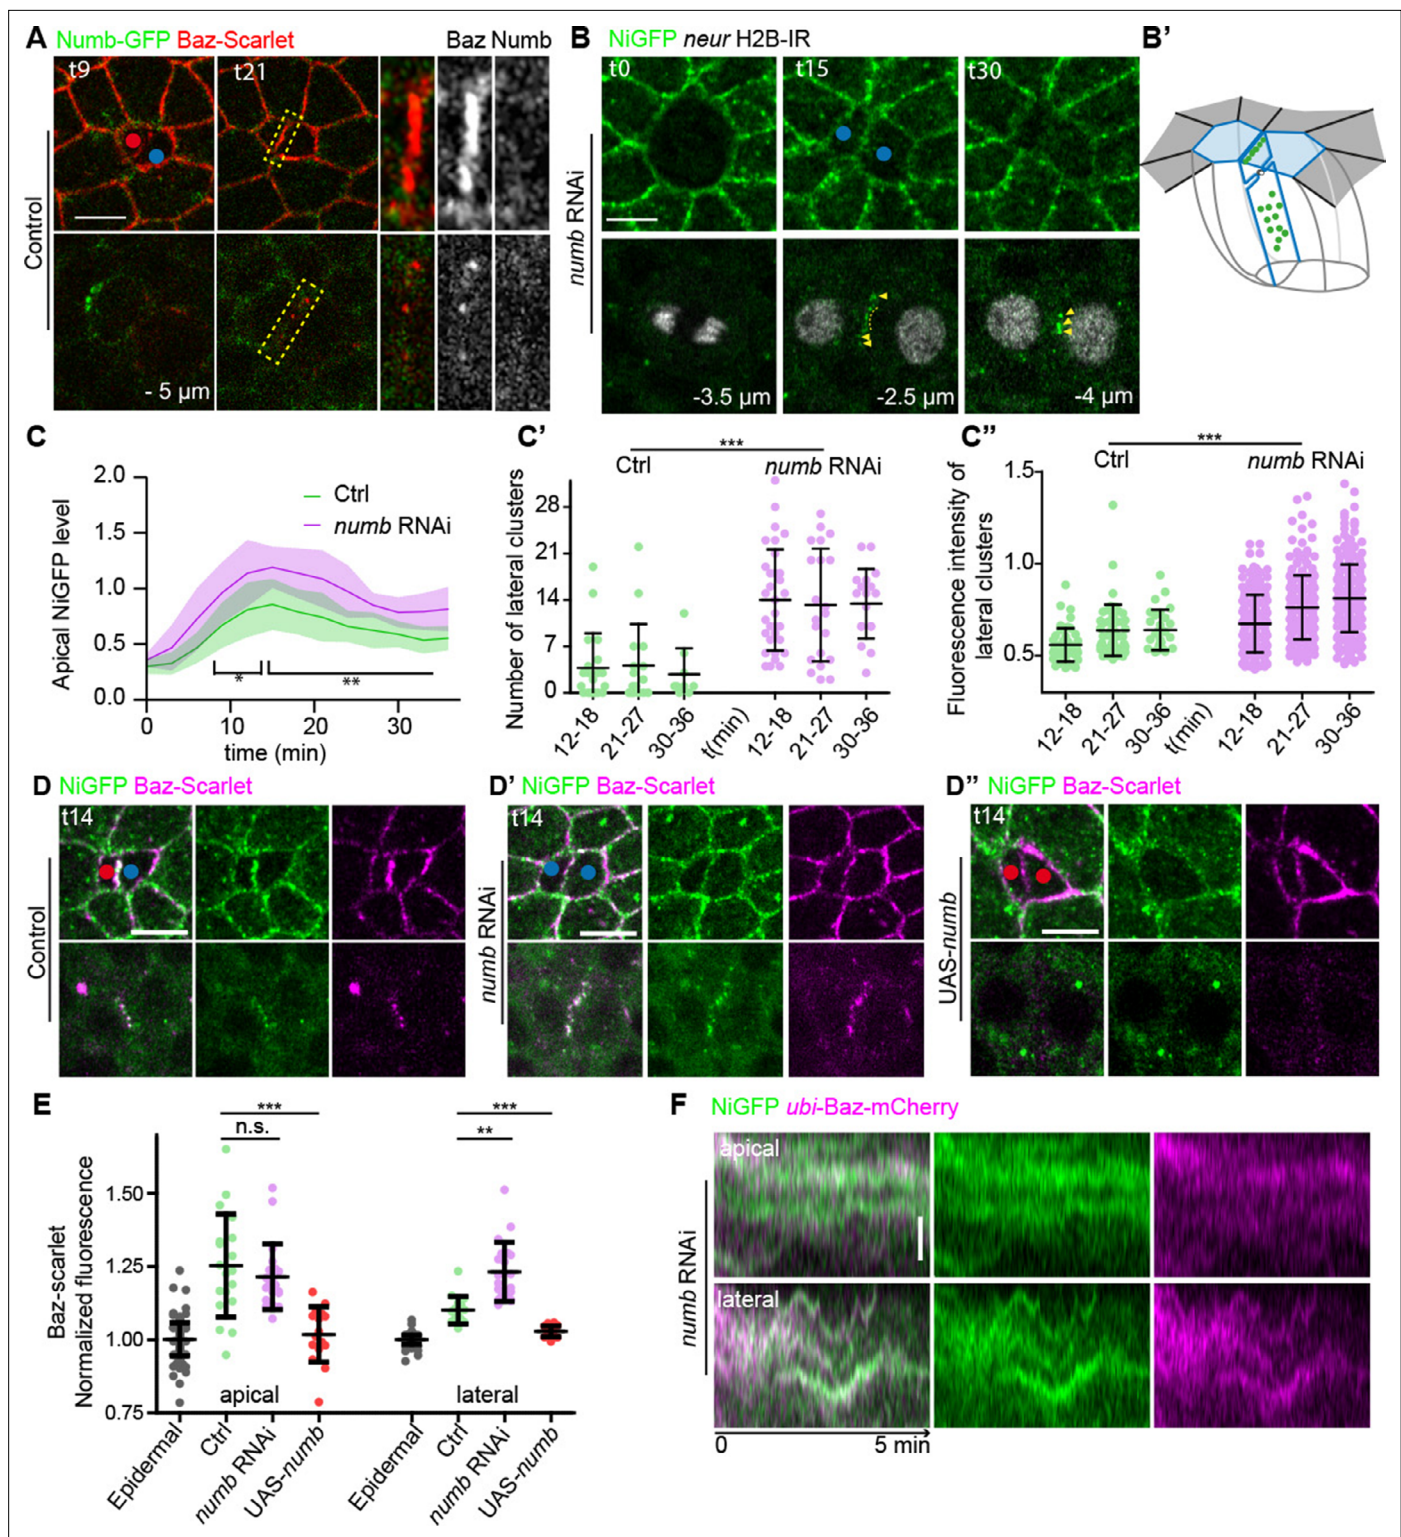 A Numb-GFP Baz-Scarlet Baz Numb
t9 t21
Control
- 5 µm
B NiGFP neur H2B-IR
t0 t15 t30
numb RNAi
-3.5 µm -2.5 µm -4 µm
B’
C
Apical NiGFP level
2.0
1.5
1.0
0.5
0.0
Ctrl
numb RNAi
* **
0 10 20 30
time (min)
C’
***
Ctrl numb RNAi
Number of lateral clusters
28
21
14
7
0
12-18 21-27 30-36 t(min) 12-18 21-27 30-36
C”
***
Ctrl numb RNAi
Fluorescence intensity of
lateral clusters
1.5
1.0
0.5
12-18 21-27 30-36 t(min) 12-18 21-27 30-36
D NiGFP Baz-Scarlet
t14
Control
D’ NiGFP Baz-Scarlet
t14
numb RNAi
D” NiGFP Baz-Scarlet
t14
UAS-numb
E
Baz-scarlet
Normalized fluorescence
*** ***
n.s. **
1.50
1.25
1.00
0.75
apical lateral
Epidermal Ctrl numb RNAi UAS-numb Epidermal Ctrl numb RNAi UAS-numb
F NiGFP ubi-Baz-mCherry
apical
numb RNAi
lateral
0 5 min